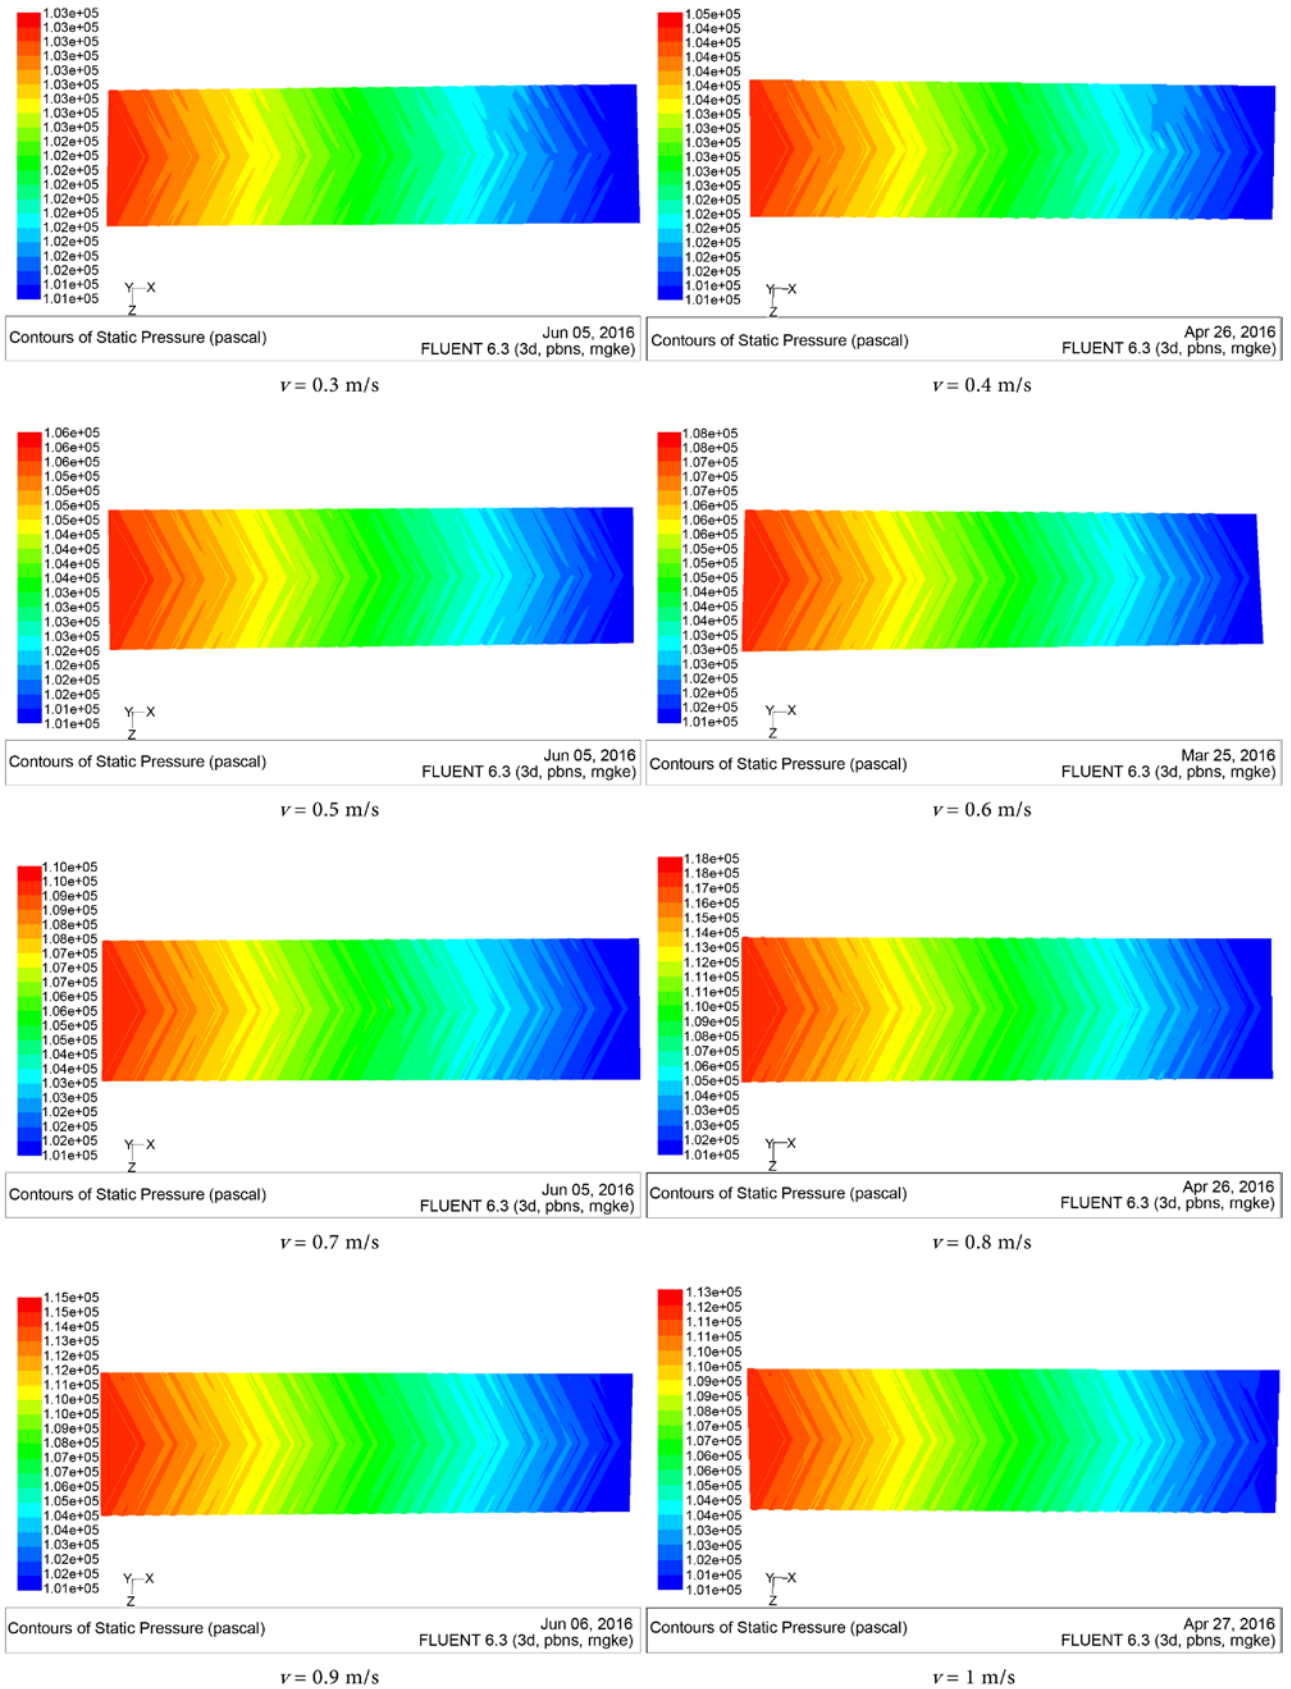 1.03e+05
1.03e+05
1.03e+05
1.03e+05
1.03e+05
1.03e+05
1.03e+05
1.03e+05
1.03e+05
1.02e+05
1.02e+05
1.02e+05
1.02e+05
1.02e+05
1.02e+05
1.02e+05
1.02e+05
1.02e+05
1.02e+05
1.01e+05
1.01e+05
Y X
Z
Contours of Static Pressure (pascal)
Jun 05, 2016
FLUENT 6.3 (3d, pbns, mgke)
v = 0.3 m/s
1.05e+05
1.04e+05
1.04e+05
1.04e+05
1.04e+05
1.04e+05
1.04e+05
1.03e+05
1.03e+05
1.03e+05
1.03e+05
1.03e+05
1.03e+05
1.02e+05
1.02e+05
1.02e+05
1.02e+05
1.02e+05
1.02e+05
1.01e+05
1.01e+05
Y X
Z
Contours of Static Pressure (pascal)
Apr 26, 2016
FLUENT 6.3 (3d, pbns, mgke)
v = 0.4 m/s
1.06e+05
1.06e+05
1.06e+05
1.05e+05
1.05e+05
1.05e+05
1.05e+05
1.04e+05
1.04e+05
1.04e+05
1.04e+05
1.03e+05
1.03e+05
1.03e+05
1.03e+05
1.02e+05
1.02e+05
1.02e+05
1.02e+05
1.01e+05
1.01e+05
Y X
Z
Contours of Static Pressure (pascal)
Jun 05, 2016
FLUENT 6.3 (3d, pbns, mgke)
v = 0.5 m/s
1.08e+05
1.08e+05
1.07e+05
1.07e+05
1.07e+05
1.06e+05
1.06e+05
1.06e+05
1.05e+05
1.05e+05
1.05e+05
1.04e+05
1.04e+05
1.04e+05
1.03e+05
1.03e+05
1.03e+05
1.02e+05
1.02e+05
1.02e+05
1.01e+05
Y X
Z
Contours of Static Pressure (pascal)
Mar 25, 2016
FLUENT 6.3 (3d, pbns, mgke)
v = 0.6 m/s
1.10e+05
1.10e+05
1.09e+05
1.09e+05
1.08e+05
1.08e+05
1.07e+05
1.07e+05
1.07e+05
1.06e+05
1.06e+05
1.05e+05
1.05e+05
1.04e+05
1.04e+05
1.03e+05
1.03e+05
1.02e+05
1.02e+05
1.02e+05
1.01e+05
Y X
Z
Contours of Static Pressure (pascal)
Jun 05, 2016
FLUENT 6.3 (3d, pbns, mgke)
v = 0.7 m/s
1.18e+05
1.18e+05
1.17e+05
1.16e+05
1.15e+05
1.14e+05
1.13e+05
1.12e+05
1.11e+05
1.11e+05
1.10e+05
1.09e+05
1.08e+05
1.07e+05
1.06e+05
1.05e+05
1.04e+05
1.03e+05
1.03e+05
1.02e+05
1.01e+05
Y X
Z
Contours of Static Pressure (pascal)
Apr 26, 2016
FLUENT 6.3 (3d, pbns, mgke)
v = 0.8 m/s
1.15e+05
1.15e+05
1.14e+05
1.13e+05
1.12e+05
1.12e+05
1.11e+05
1.10e+05
1.10e+05
1.09e+05
1.08e+05
1.07e+05
1.07e+05
1.06e+05
1.05e+05
1.04e+05
1.04e+05
1.03e+05
1.02e+05
1.02e+05
1.01e+05
Y X
Z
Contours of Static Pressure (pascal)
Jun 06, 2016
FLUENT 6.3 (3d, pbns, mgke)
v = 0.9 m/s
1.13e+05
1.12e+05
1.11e+05
1.11e+05
1.10e+05
1.10e+05
1.09e+05
1.09e+05
1.08e+05
1.07e+05
1.07e+05
1.06e+05
1.06e+05
1.05e+05
1.04e+05
1.04e+05
1.03e+05
1.03e+05
1.02e+05
1.02e+05
1.01e+05
Y X
Z
Contours of Static Pressure (pascal)
Apr 27, 2016
FLUENT 6.3 (3d, pbns, mgke)
v = 1 m/s